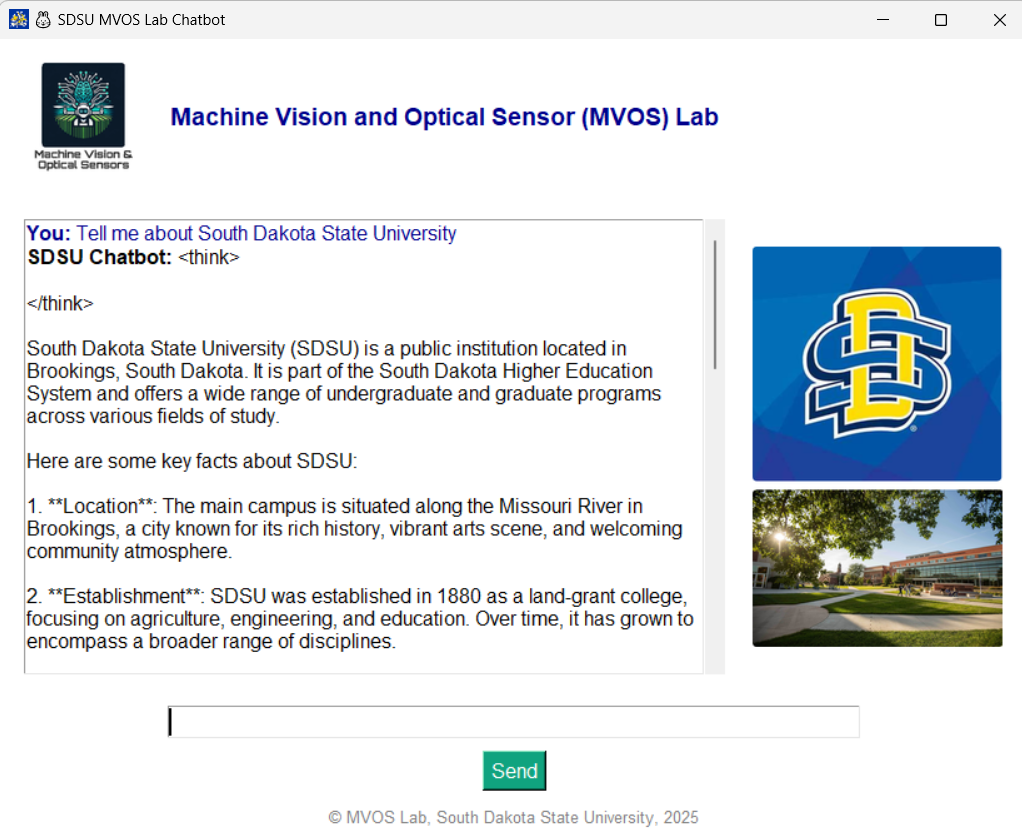 SDSU MVOS Lab Chatbot
Machine Vision and Optical Sensor (MVOS) Lab
Machine Vision &
Optical Sensors
You: Tell me about South Dakota State University
SDSU Chatbot: <think>
</think>
South Dakota State University (SDSU) is a public institution located in
Brookings, South Dakota. It is part of the South Dakota Higher Education
System and offers a wide range of undergraduate and graduate programs
across various fields of study.
Here are some key facts about SDSU:
1. **Location**: The main campus is situated along the Missouri River in
Brookings, a city known for its rich history, vibrant arts scene, and welcoming
community atmosphere.
2. **Establishment**: SDSU was established in 1880 as a land-grant college,
focusing on agriculture, engineering, and education. Over time, it has grown to
encompass a broader range of disciplines.
SD
®
Send
© MVOS Lab, South Dakota State University, 2025